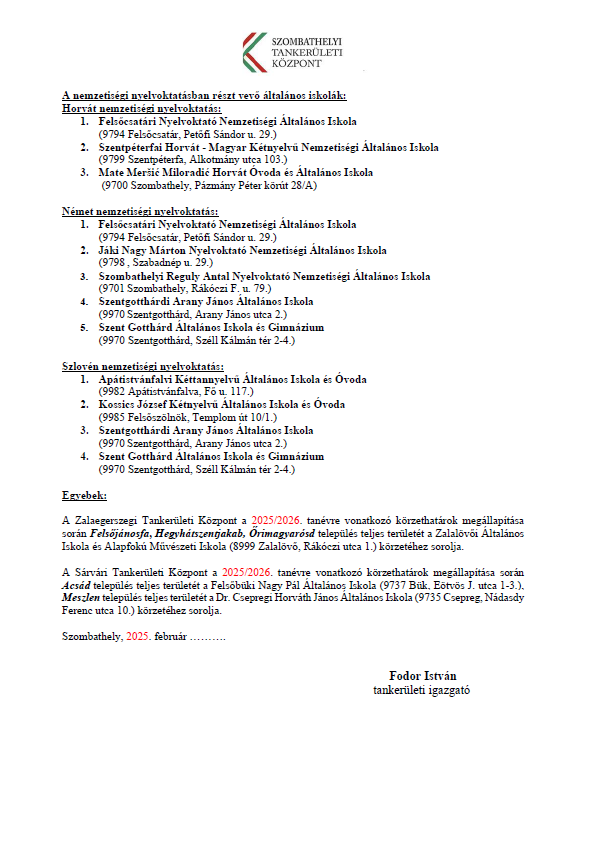 SZOMBATHELYI
TANKERÜLETI
KÖZPONT
A nemzetiségi nyelvoktatásban részt vevő általános iskolák:
Horvát nemzetiségi nyelvoktatás:
1. Felsőcsatári Nyelvoktató Nemzetiségi Általános Iskola
(9794 Felsőcsatár, Petőfi Sándor u. 29.)
2. Szentpéterfai Horvát - Magyar Kétnyelvű Nemzetiségi Általános Iskola
(9799 Szentpéterfa, Alkotmány utca 103.)
3. Mate Meršić Miloradić Horvát Óvoda és Általános Iskola
(9700 Szombathely, Pázmány Péter körút 28/A)
Német nemzetiségi nyelvoktatás:
1. Felsőcsatári Nyelvoktató Nemzetiségi Általános Iskola
(9794 Felsőcsatár, Petőfi Sándor u. 29.)
2. Jáki Nagy Márton Nyelvoktató Nemzetiségi Általános Iskola
(9798 , Szabadnép u. 29.)
3. Szombathelyi Reguly Antal Nyelvoktató Nemzetiségi Általános Iskola
(9701 Szombathely, Rákóczi F. u. 79.)
4. Szentgotthárdi Arany János Általános Iskola
(9970 Szentgotthárd, Arany János utca 2.)
5. Szent Gotthárd Általános Iskola és Gimnázium
(9970 Szentgotthárd, Széll Kálmán tér 2-4.)
Szlovén nemzetiségi nyelvoktatás:
1. Apátistvánfalvi Kéttannyelvű Általános Iskola és Óvoda
(9982 Apátistvánfalva, Fő u. 117.)
2. Kossics József Kétnyelvű Általános Iskola és Óvoda
(9985 Felsőszölnök, Templom út 10/1.)
3. Szentgotthárdi Arany János Általános Iskola
(9970 Szentgotthárd, Arany János utca 2.)
4. Szent Gotthárd Általános Iskola és Gimnázium
(9970 Szentgotthárd, Széll Kálmán tér 2-4.)
Egyebek:
A Zalaegerszegi Tankerületi Központ a 2025/2026. tanévre vonatkozó körzethatárok megállapítása
során Felsőjánosfa, Hegyhátszentjakab, Őrimagyarósd település teljes területét a Zalalövői Általános
Iskola és Alapfokú Művészeti Iskola (8999 Zalalövő, Rákóczi utca 1.) körzetéhez sorolja.
A Sárvári Tankerületi Központ a 2025/2026. tanévre vonatkozó körzethatárok megállapítása során
Acsád település teljes területét a Felsőbüki Nagy Pál Általános Iskola (9737 Bük, Eötvös J. utca 1-3.),
Meszlen település teljes területét a Dr. Csepregi Horváth János Általános Iskola (9735 Csepreg, Nádasdy
Ferenc utca 10.) körzetéhez sorolja.
Szombathely, 2025. február ……….
Fodor István
tankerületi igazgató